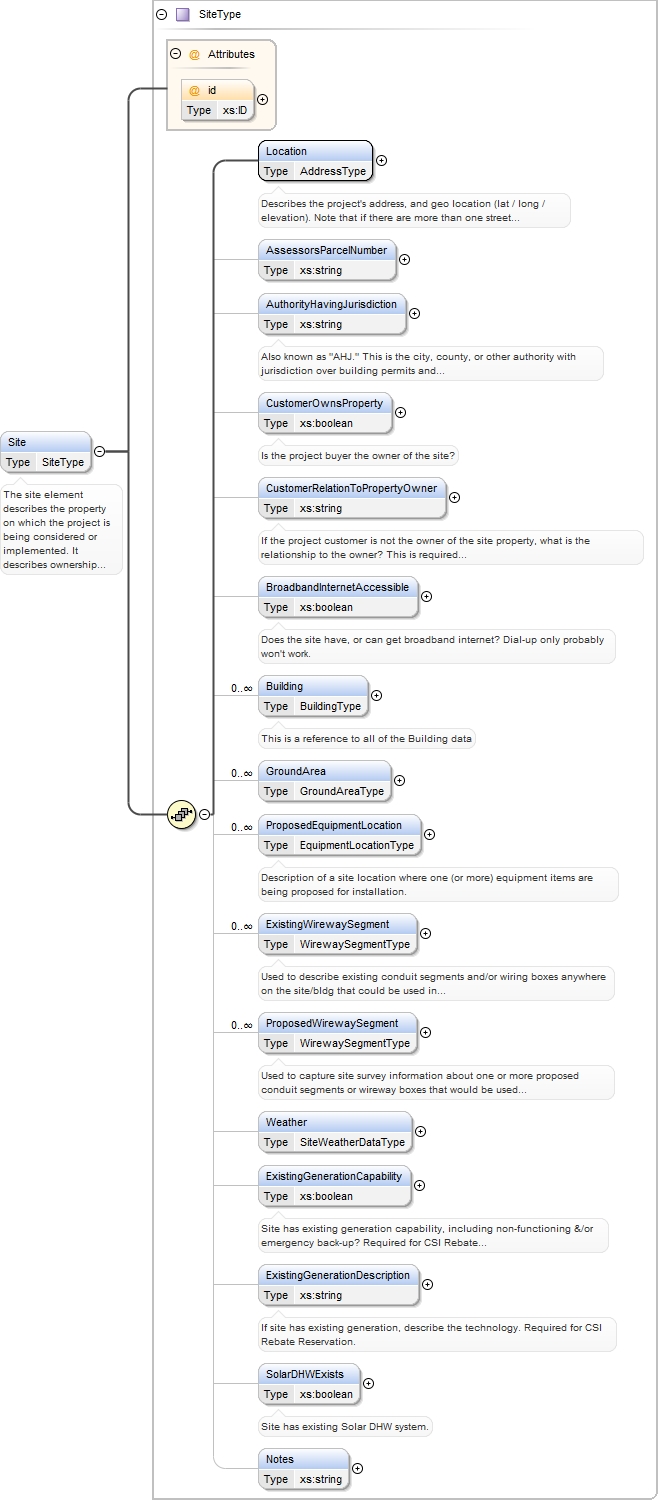 SiteType
Attributes
@ id
Type xs:ID
Location
Type AddressType
Describes the project's address, and geo location (lat / long /
elevation). Note that if there are more than one street...
AssessorsParcelNumber
Type xs:string
AuthorityHavingJurisdiction
Type xs:string
Also known as "AHJ." This is the city, county, or other authority with
jurisdiction over building permits and...
CustomerOwnsProperty
Type xs:boolean
Is the project buyer the owner of the site?
Site
Type SiteType
The site element
describes the property
on which the project is
being considered or
implemented. It
describes ownership...
CustomerRelationToPropertyOwner
Type xs:string
If the project customer is not the owner of the site property, what is the
relationship to the owner? This is required...
BroadbandInternetAccessible
Type xs:boolean
Does the site have, or can get broadband internet? Dial-up only probably
won't work.
0..∞ Building
Type BuildingType
This is a reference to all of the Building data
0..∞ GroundArea
Type GroundAreaType
0..∞ ProposedEquipmentLocation
Type EquipmentLocationType
Description of a site location where one (or more) equipment items are
being proposed for installation.
0..∞ ExistingWirewaySegment
Type WirewaySegmentType
Used to describe existing conduit segments and/or wiring boxes anywhere
on the site/bldg that could be used in...
0..∞ ProposedWirewaySegment
Type WirewaySegmentType
Used to capture site survey information about one or more proposed
conduit segments or wireway boxes that would be used...
Weather
Type SiteWeatherDataType
ExistingGenerationCapability
Type xs:boolean
Site has existing generation capability, including non-functioning &/or
emergency back-up? Required for CSI Rebate...
ExistingGenerationDescription
Type xs:string
If site has existing generation, describe the technology. Required for CSI
Rebate Reservation.
SolarDHWExists
Type xs:boolean
Site has existing Solar DHW system.
Notes
Type xs:string